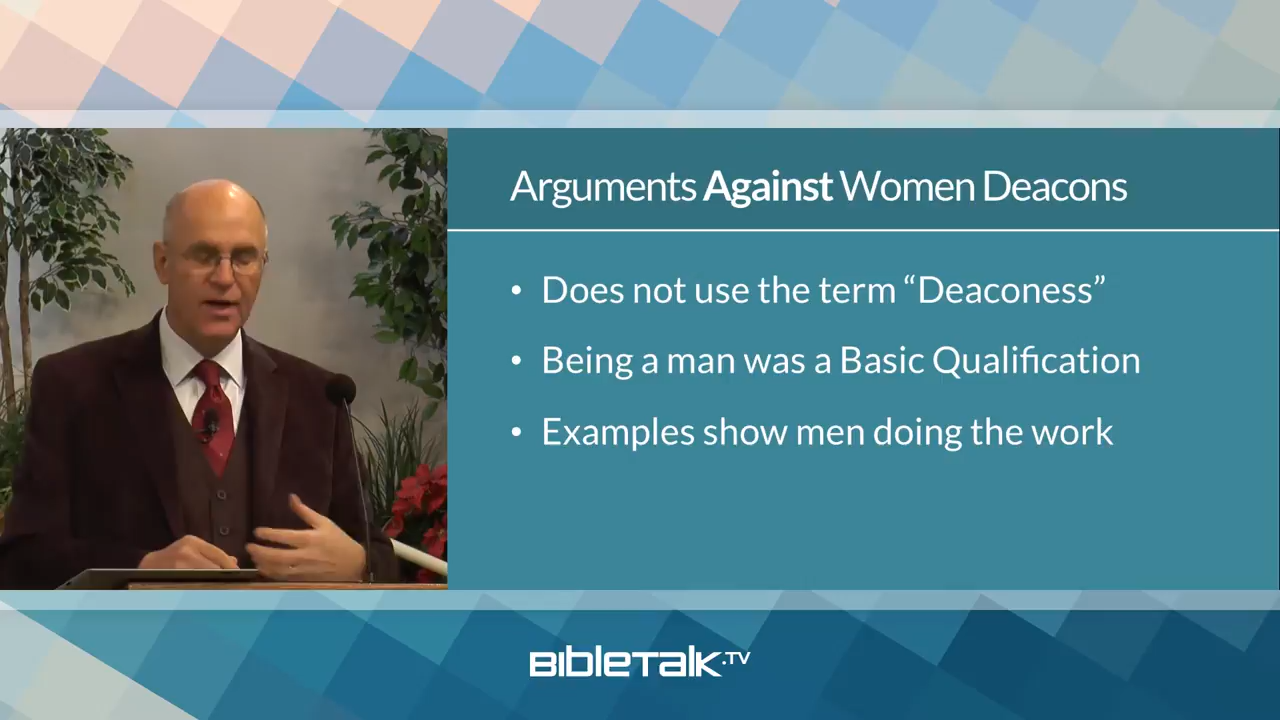 Arguments Against Women Deacons
• Does not use the term “Deaconess”
• Being a man was a Basic Qualification
• Examples show men doing the work
BIBLETALK.TV